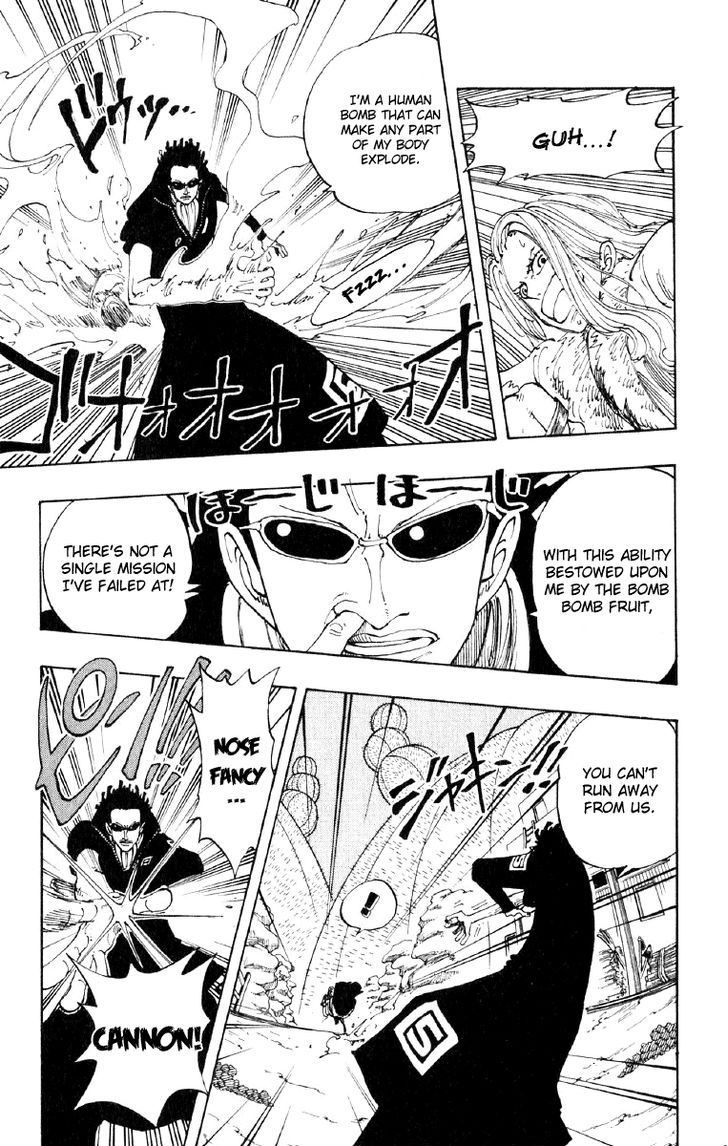 GUH...!
I'M A HUMAN
BOMB THAT CAN
MAKE ANY PART
OF MY BODY
EXPLODE.
ドウッ...
FZZZ...
ゴオオオオオオ
ほーじ ほーじ
WITH THIS ABILITY
BESTOWED UPON
ME BY THE BOMB
BOMB FRUIT,
THERE'S NOT A
SINGLE MISSION
I'VE FAILED AT!
YOU CAN'T
RUN AWAY
FROM US.
ジャキン!!
!
5
NOSE
FANCY
...
ピン!!
CANNON!